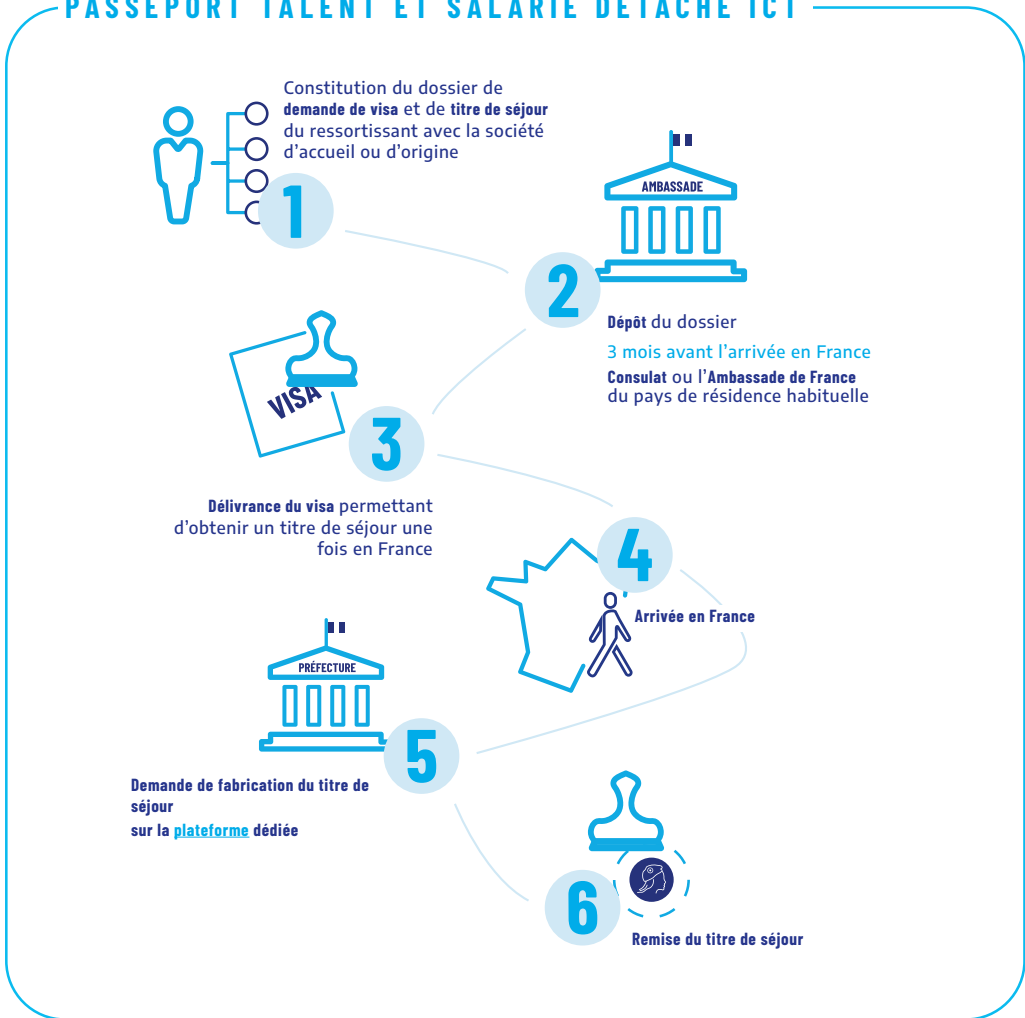 PASSEPORT TALENT ET SALARIÉ DÉTACHÉ ICT
Constitution du dossier de
demande de visa et de titre de séjour
du ressortissant avec la société
d'accueil ou d'origine
1
AMBASSADE
2
Dépôt du dossier
3 mois avant l'arrivée en France
Consulat ou l'Ambassade de France
du pays de résidence habituelle
VISA
3
Délivrance du visa permettant
d'obtenir un titre de séjour une
fois en France
4
Arrivée en France
PRÉFECTURE
5
Demande de fabrication du titre de
séjour
sur la plateforme dédiée
6
Remise du titre de séjour